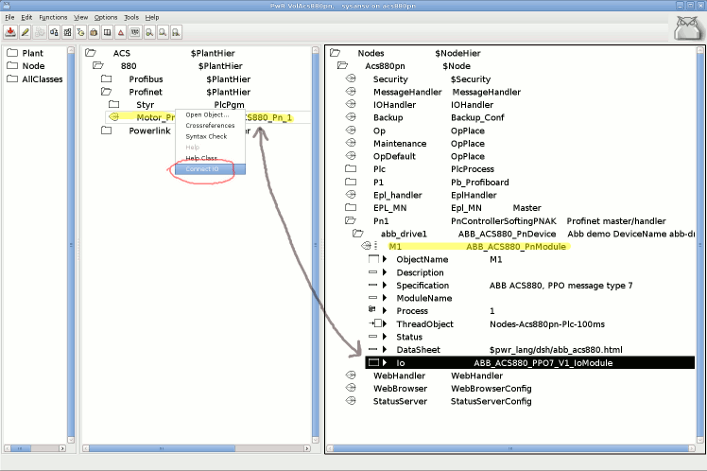 PwR VolAcs880pn - sysansv on acs880pn
File Edit Functions View Options Tools Help
Plant
Node
AllClasses
ACS $PlantHier
880 $PlantHier
Profibus $PlantHier
Profinet $PlantHier
Styr PlcPgm
Motor_Pr CS880_Pn_1
Powerlink er
Open Object...
Crossreferences
Syntax Check
Help
Help Class
Connect IO
Nodes $NodeHier
Acs880pn $Node
Security $Security
MessageHandler MessageHandler
IOHandler IOHandler
Backup Backup_Conf
Op OpPlace
Maintenance OpPlace
OpDefault OpPlace
Plc PlcProcess
P1 Pb_Profiboard
Epl_handler EplHandler
EPL_MN Epl_MN Master
Pn1 PnControllerSoftingPNAK Profinet master/handler
abb_drive1 ABB_ACS880_PnDevice Abb demo DeviceName abb-dr
M1 ABB_ACS880_PnModule
ObjectName M1
Description
Specification ABB ACS880, PPO message type 7
ModuleName
Process 1
ThreadObject Nodes-Acs880pn-Plc-100ms
Status
DataSheet $pwr_lang/dsh/abb_acs880.html
Io ABB_ACS880_PPO7_V1_IoModule
WebHandler WebHandler
WebBrowser WebBrowserConfig
StatusServer StatusServerConfig